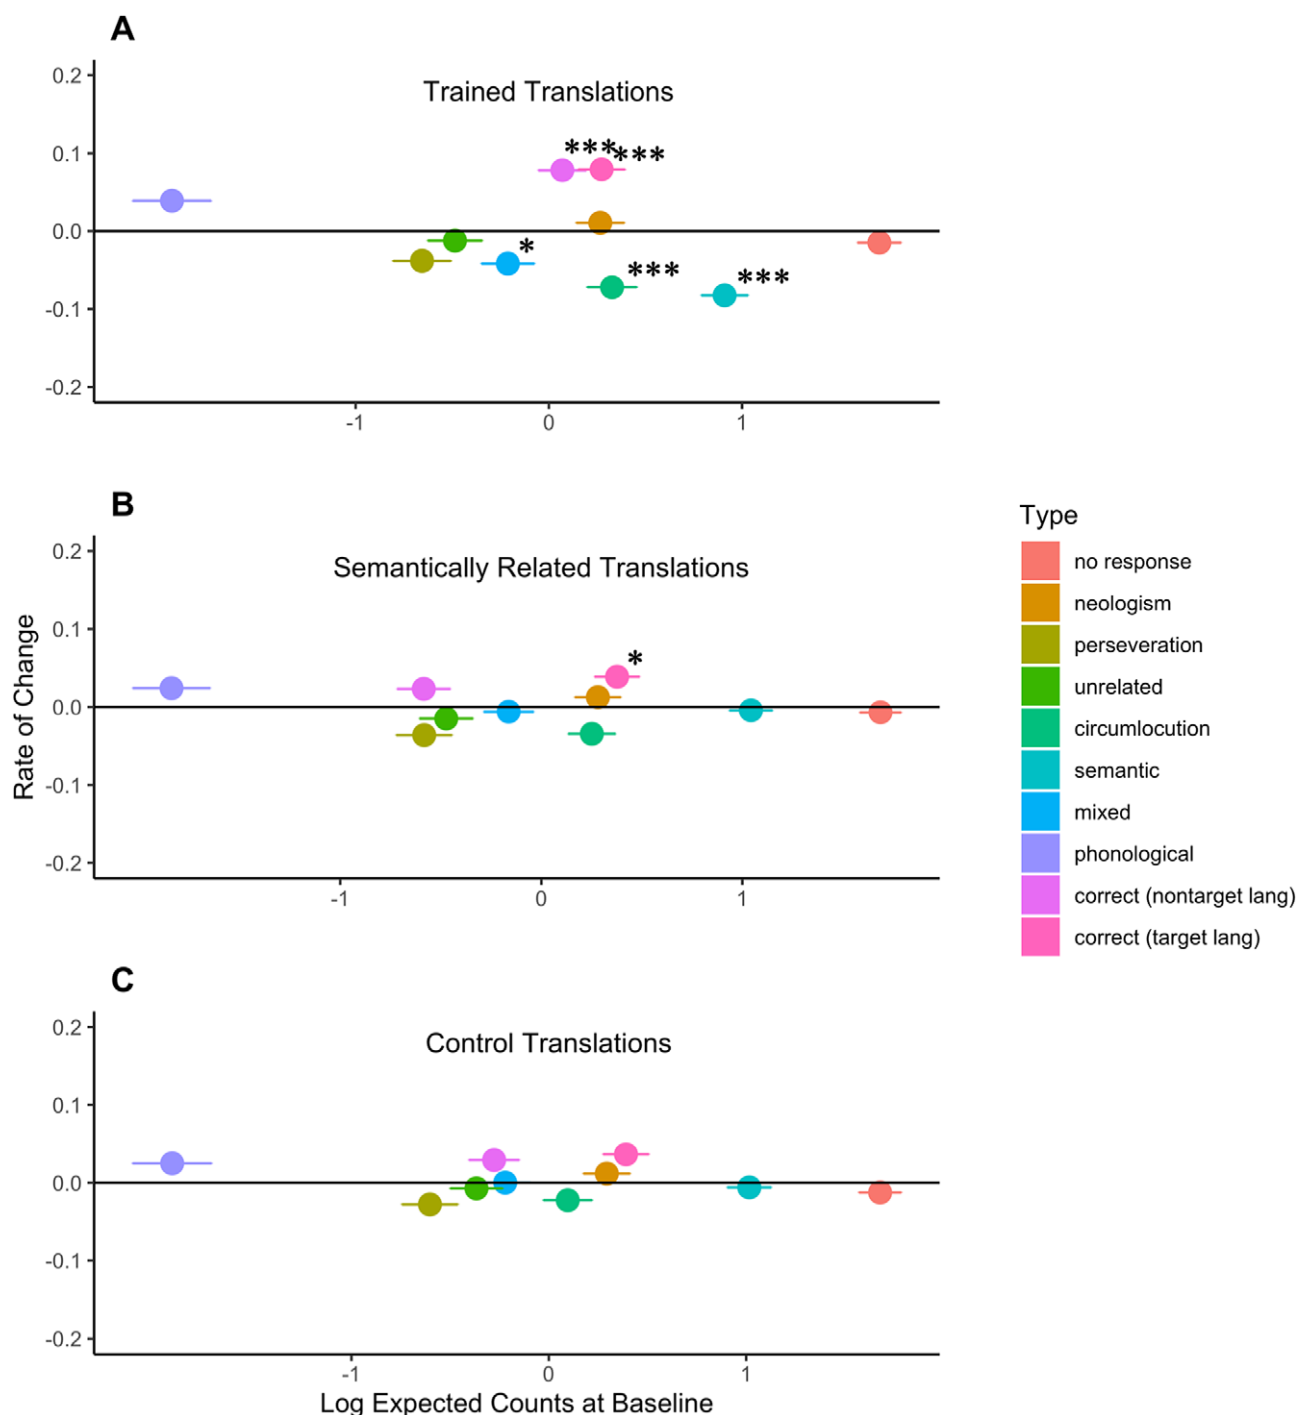 A
Trained Translations
0.2
0.1
0.0
-0.1
-0.2
***
***
*
***
***
-1
0
1
B
Semantically Related Translations
0.2
0.1
0.0
-0.1
-0.2
*
-1
0
1
Rate of Change
Type
no response
neologism
perseveration
unrelated
circumlocution
semantic
mixed
phonological
correct (nontarget lang)
correct (target lang)
C
Control Translations
0.2
0.1
0.0
-0.1
-0.2
-1
0
1
Log Expected Counts at Baseline